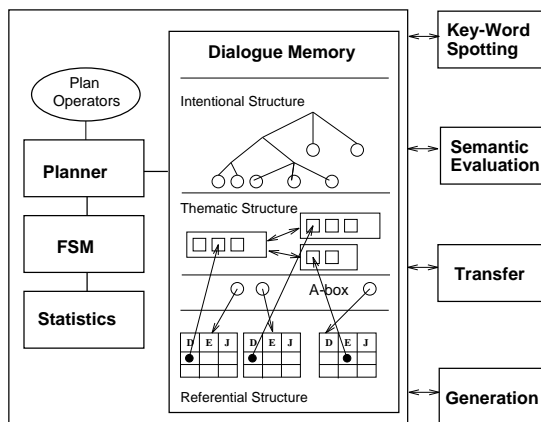 Dialogue Memory
Key-Word
Spotting
Plan
Operators
Intentional Structure
Semantic
Evaluation
Planner
Thematic Structure
FSM
Transfer
A-box
Statistics
D E J D E J D E J
Referential Structure
Generation